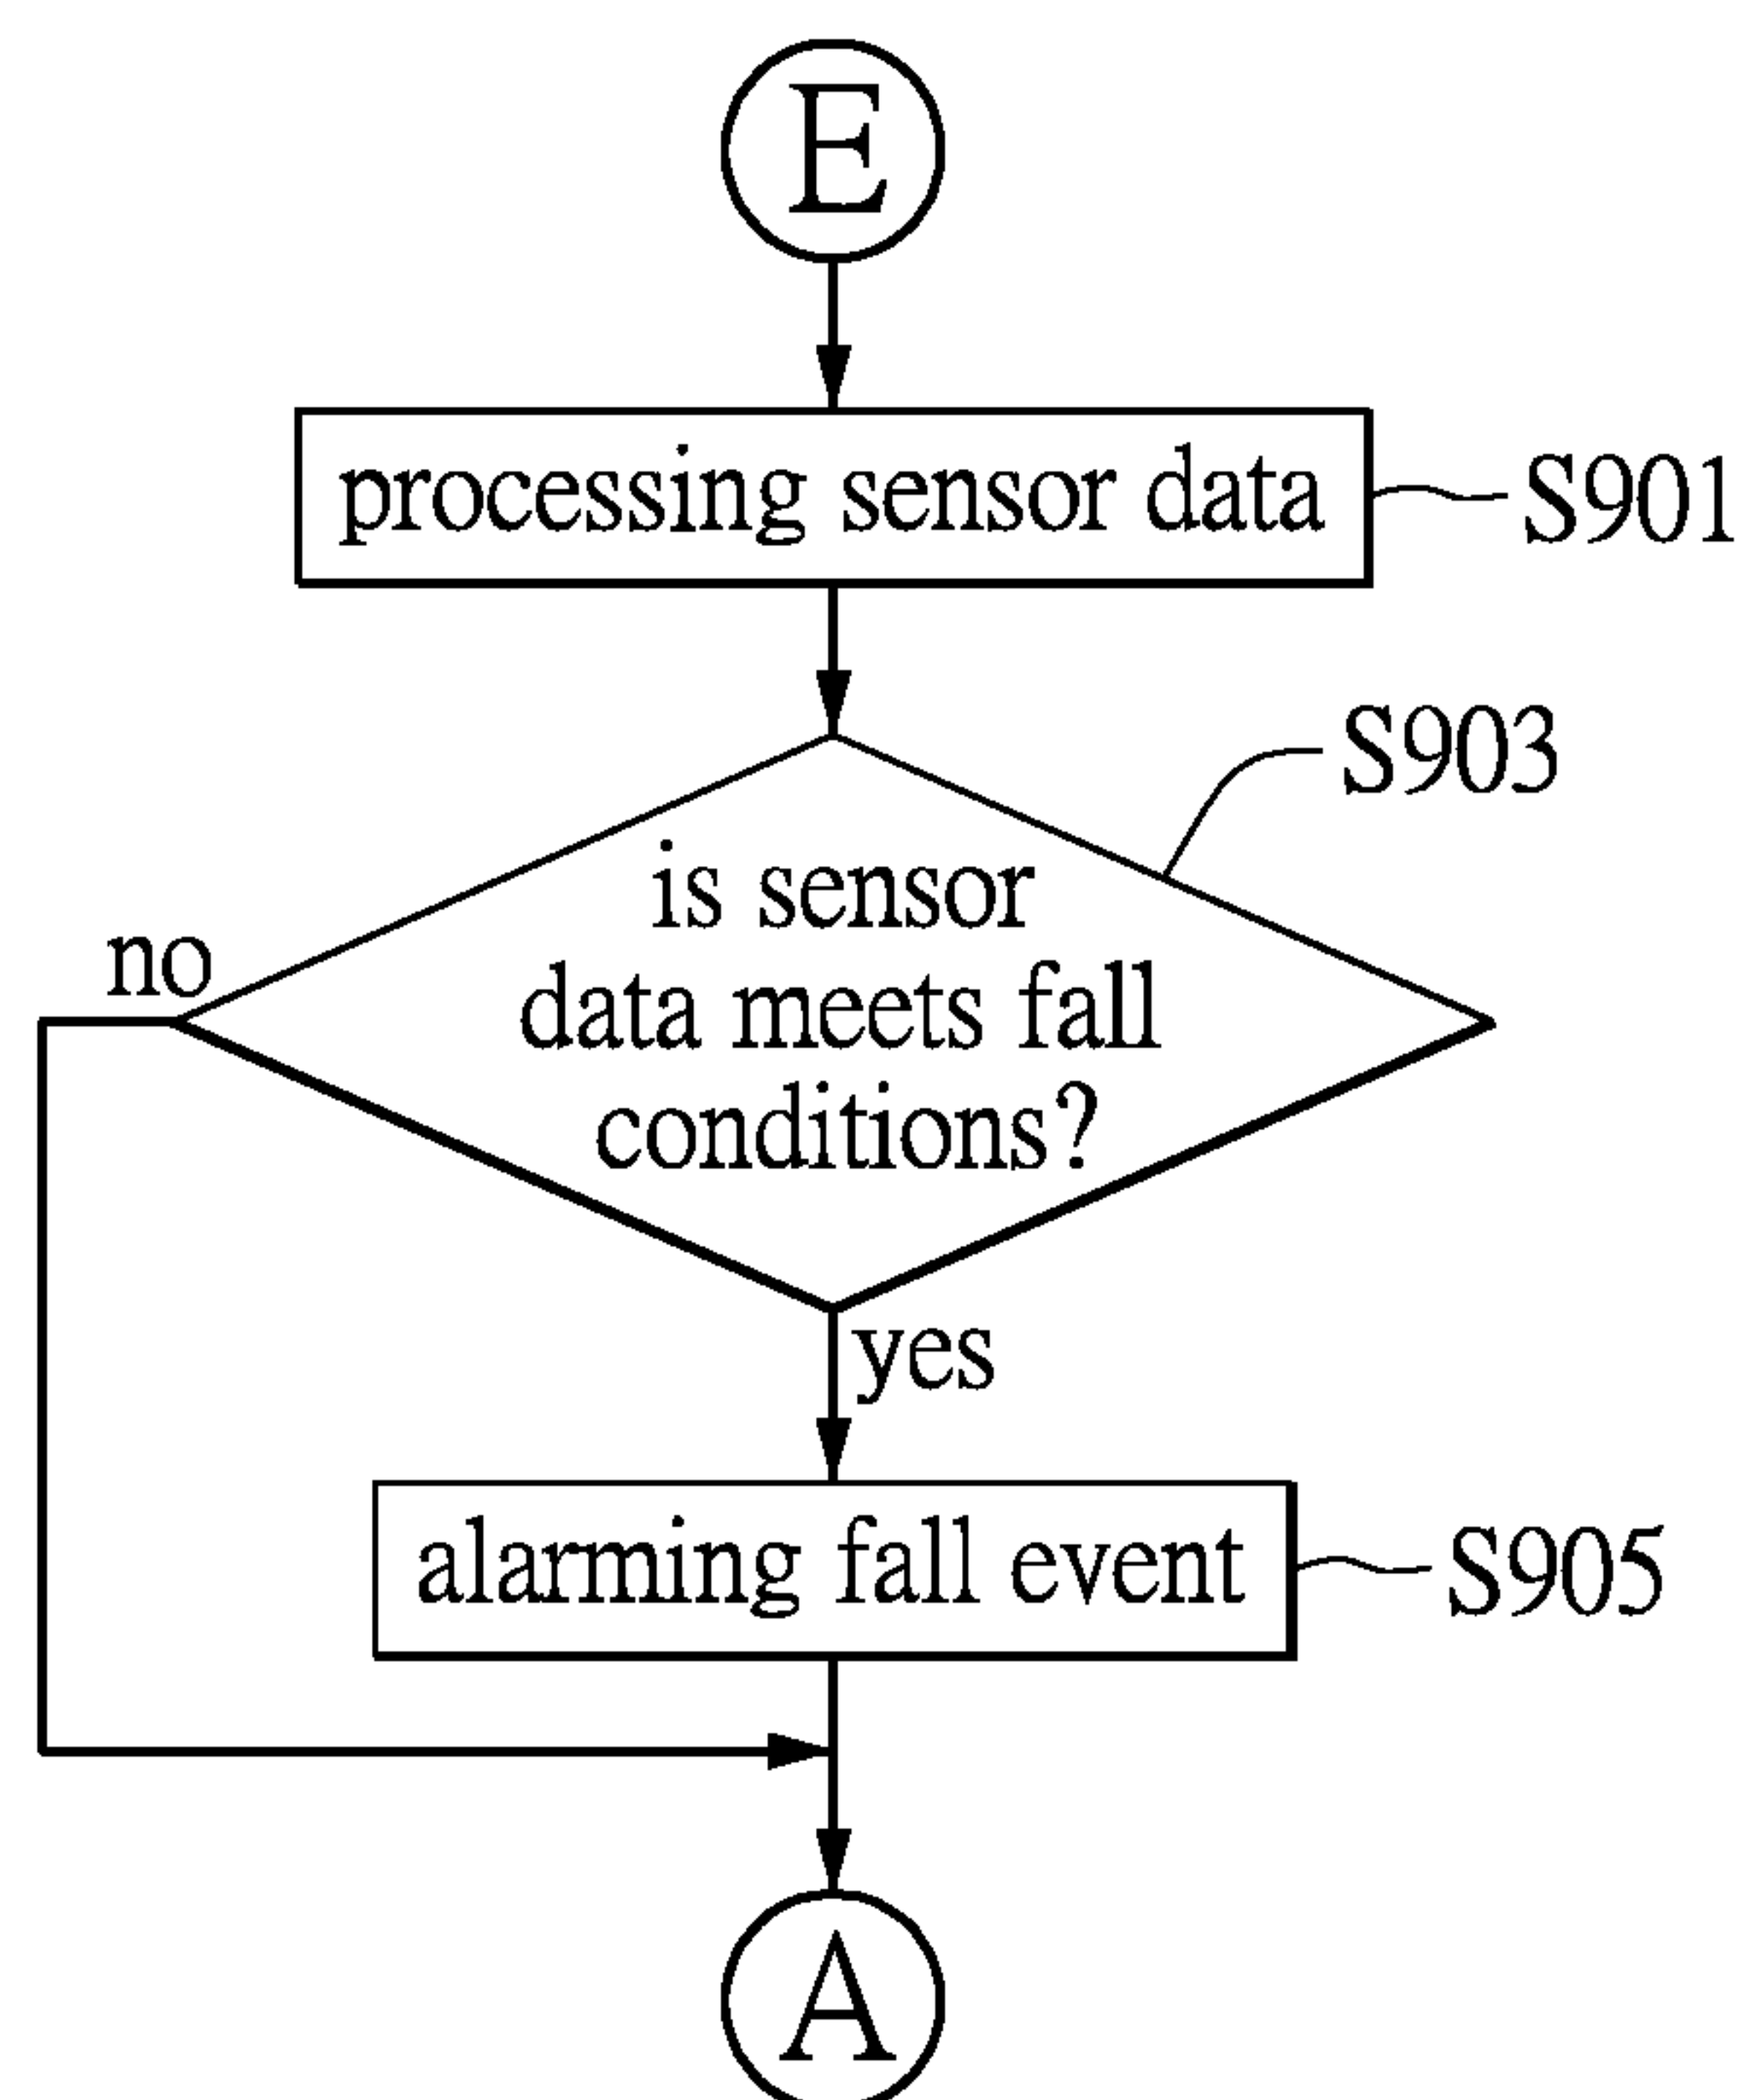 E
processing sensor data
S901
S903
is sensor
data meets fall
conditions?
no
yes
alarming fall event
S905
A